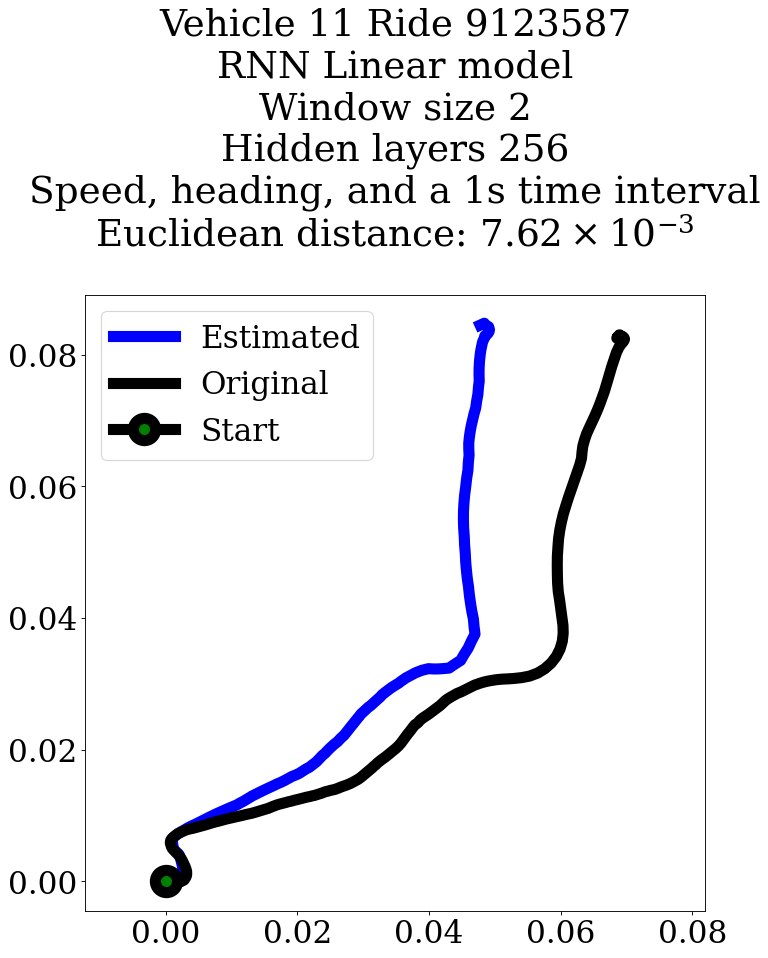 Vehicle 11 Ride 9123587
RNN Linear model
Window size 2
Hidden layers 256
Speed, heading, and a 1s time interval
Euclidean distance: 7.62 × 10⁻³
Estimated
Original
Start
0.08
0.06
0.04
0.02
0.00
0.00 0.02 0.04 0.06 0.08